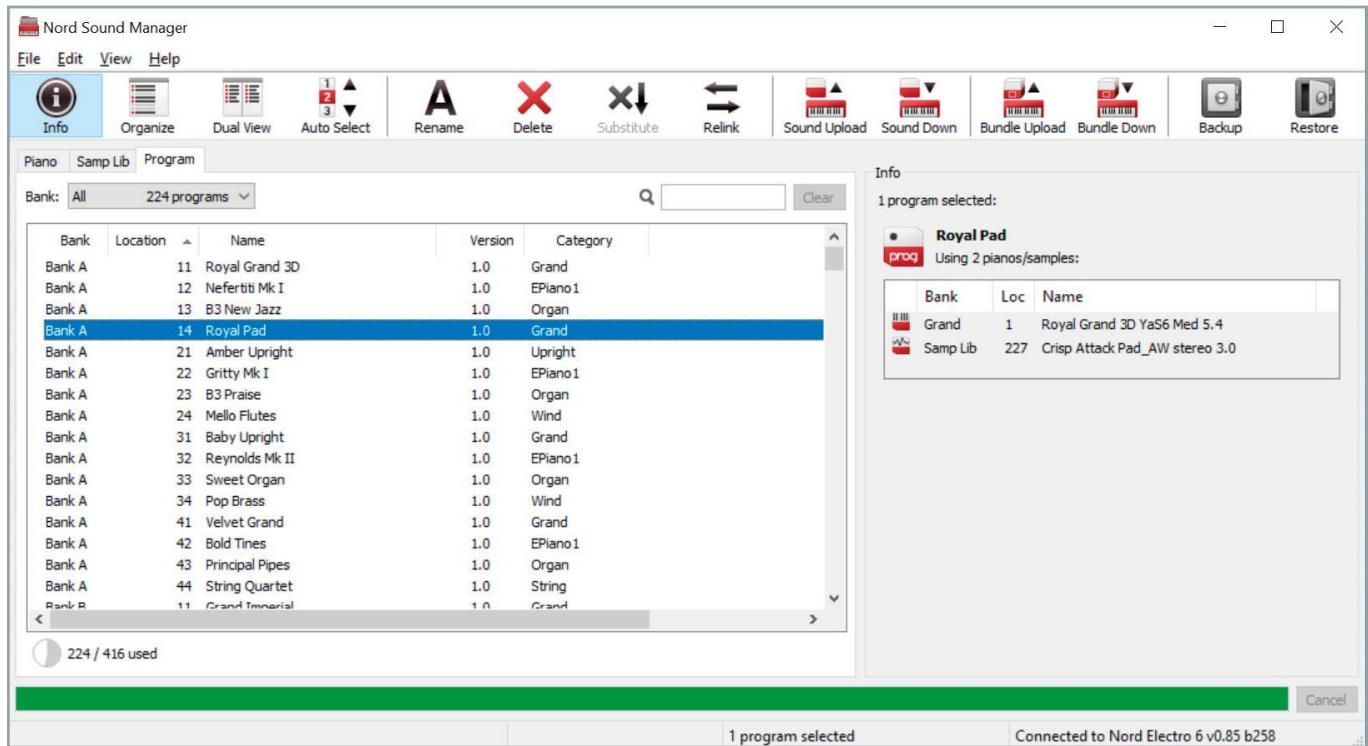 Nord Sound Manager
File Edit View Help
Info Organize Dual View 1 2 3 Auto Select A Rename Delete Substitute Relink Sound Upload Sound Down Bundle Upload Bundle Down Backup Restore
Piano Samp Lib Program
Bank: All 224 programs Clear
Bank Location Name Version Category
Bank A 11 Royal Grand 3D 1.0 Grand
Bank A 12 Nefertiti Mk I 1.0 EPiano1
Bank A 13 B3 New Jazz 1.0 Organ
Bank A 14 Royal Pad 1.0 Grand
Bank A 21 Amber Upright 1.0 Upright
Bank A 22 Gritty Mk I 1.0 EPiano1
Bank A 23 B3 Praise 1.0 Organ
Bank A 24 Mello Flutes 1.0 Wind
Bank A 31 Baby Upright 1.0 Grand
Bank A 32 Reynolds Mk II 1.0 EPiano1
Bank A 33 Sweet Organ 1.0 Organ
Bank A 34 Pop Brass 1.0 Wind
Bank A 41 Velvet Grand 1.0 Grand
Bank A 42 Bold Tines 1.0 EPiano1
Bank A 43 Principal Pipes 1.0 Organ
Bank A 44 String Quartet 1.0 String
Bank B 11 Grand Imperial 1.0 Grand
224 / 416 used
Info
1 program selected:
Royal Pad
prog Using 2 pianos/samples:
Bank Loc Name
Grand 1 Royal Grand 3D YaS6 Med 5.4
Samp Lib 227 Crisp Attack Pad_AW stereo 3.0
Cancel
1 program selected Connected to Nord Electro 6 v0.85 b258